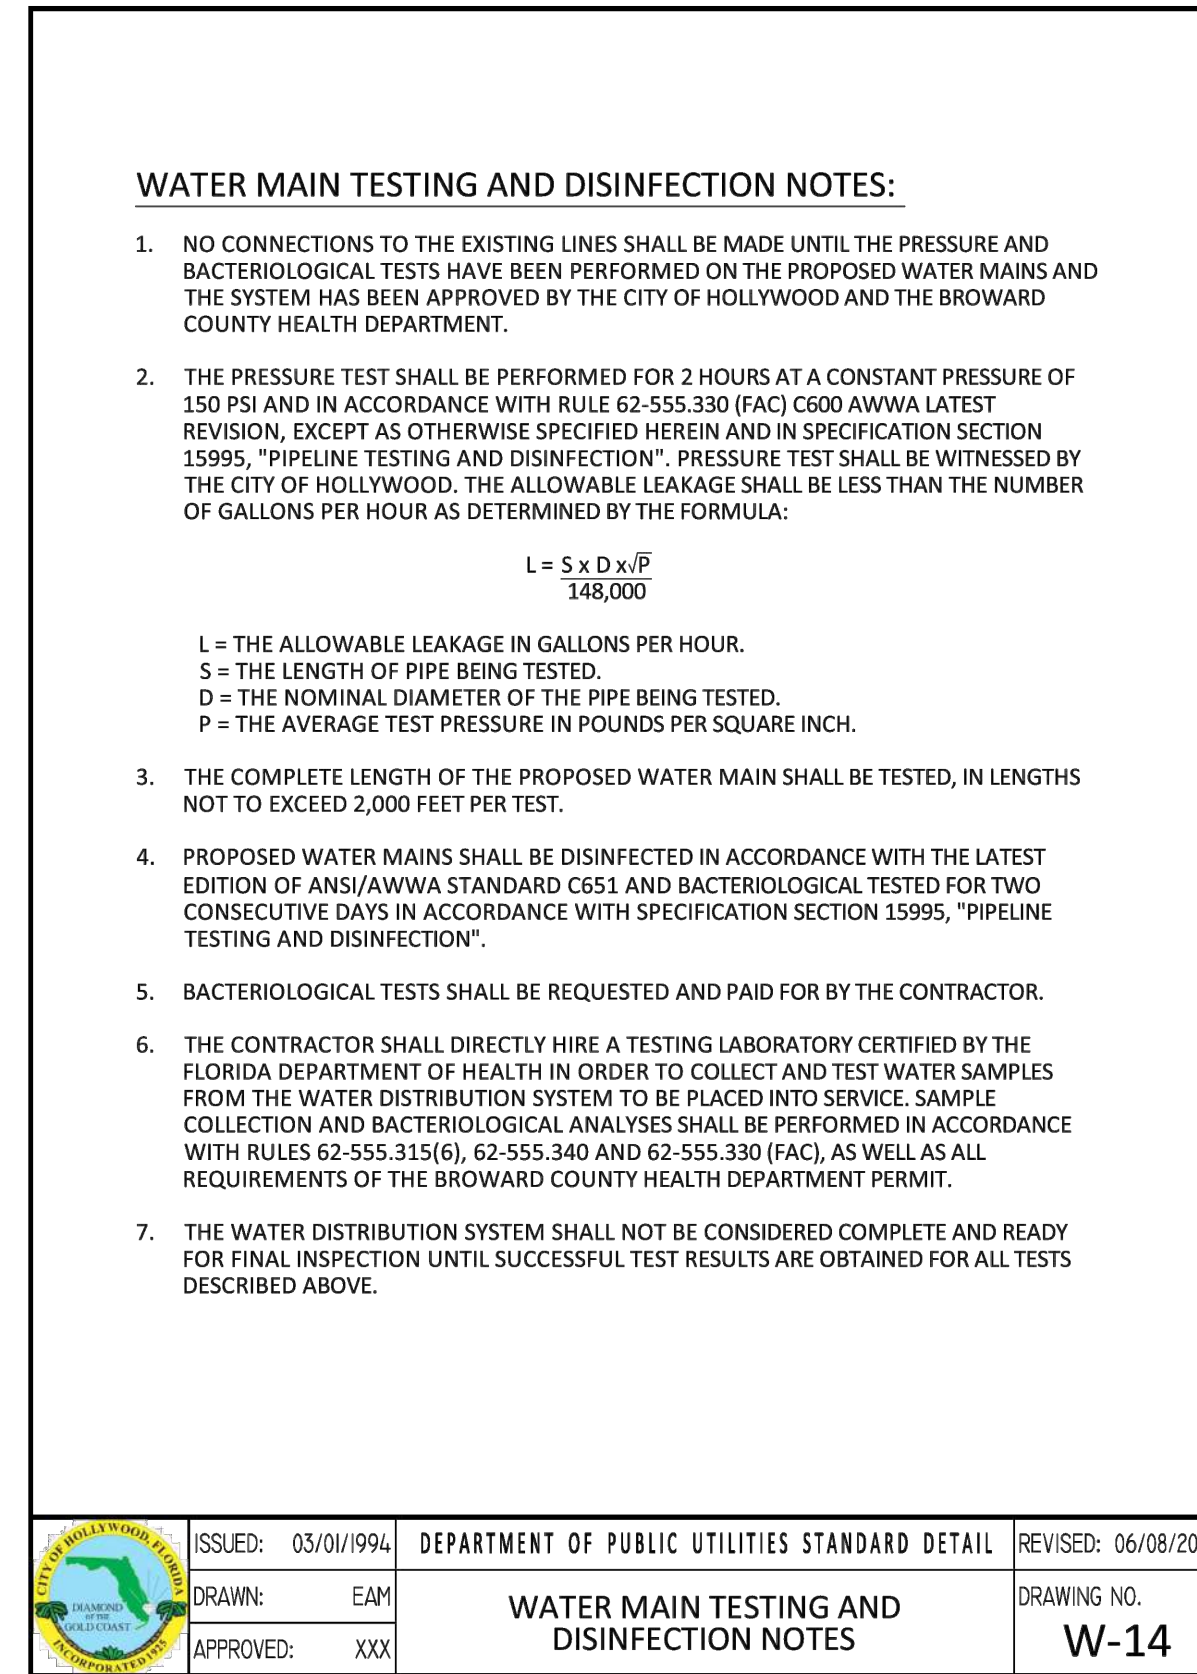 WATER MAIN TESTING AND DISINFECTION NOTES:
1. NO CONNECTIONS TO THE EXISTING LINES SHALL BE MADE UNTIL THE PRESSURE AND
BACTERIOLOGICAL TESTS HAVE BEEN PERFORMED ON THE PROPOSED WATER MAINS AND
THE SYSTEM HAS BEEN APPROVED BY THE CITY OF HOLLYWOOD AND THE BROWARD
COUNTY HEALTH DEPARTMENT.
2. THE PRESSURE TEST SHALL BE PERFORMED FOR 2 HOURS AT A CONSTANT PRESSURE OF
150 PSI AND IN ACCORDANCE WITH RULE 62-555.330 (FAC) C600 AWWA LATEST
REVISION, EXCEPT AS OTHERWISE SPECIFIED HEREIN AND IN SPECIFICATION SECTION
15995, "PIPELINE TESTING AND DISINFECTION". PRESSURE TEST SHALL BE WITNESSED BY
THE CITY OF HOLLYWOOD. THE ALLOWABLE LEAKAGE SHALL BE LESS THAN THE NUMBER
OF GALLONS PER HOUR AS DETERMINED BY THE FORMULA:
L = S x D x√P
148,000
L = THE ALLOWABLE LEAKAGE IN GALLONS PER HOUR.
S = THE LENGTH OF PIPE BEING TESTED.
D = THE NOMINAL DIAMETER OF THE PIPE BEING TESTED.
P = THE AVERAGE TEST PRESSURE IN POUNDS PER SQUARE INCH.
3. THE COMPLETE LENGTH OF THE PROPOSED WATER MAIN SHALL BE TESTED, IN LENGTHS
NOT TO EXCEED 2,000 FEET PER TEST.
4. PROPOSED WATER MAINS SHALL BE DISINFECTED IN ACCORDANCE WITH THE LATEST
EDITION OF ANSI/AWWA STANDARD C651 AND BACTERIOLOGICAL TESTED FOR TWO
CONSECUTIVE DAYS IN ACCORDANCE WITH SPECIFICATION SECTION 15995, "PIPELINE
TESTING AND DISINFECTION".
5. BACTERIOLOGICAL TESTS SHALL BE REQUESTED AND PAID FOR BY THE CONTRACTOR.
6. THE CONTRACTOR SHALL DIRECTLY HIRE A TESTING LABORATORY CERTIFIED BY THE
FLORIDA DEPARTMENT OF HEALTH IN ORDER TO COLLECT AND TEST WATER SAMPLES
FROM THE WATER DISTRIBUTION SYSTEM TO BE PLACED INTO SERVICE. SAMPLE
COLLECTION AND BACTERIOLOGICAL ANALYSES SHALL BE PERFORMED IN ACCORDANCE
WITH RULES 62-555.315(6), 62-555.340 AND 62-555.330 (FAC), AS WELL AS ALL
REQUIREMENTS OF THE BROWARD COUNTY HEALTH DEPARTMENT PERMIT.
7. THE WATER DISTRIBUTION SYSTEM SHALL NOT BE CONSIDERED COMPLETE AND READY
FOR FINAL INSPECTION UNTIL SUCCESSFUL TEST RESULTS ARE OBTAINED FOR ALL TESTS
DESCRIBED ABOVE.
CITY OF HOLLYWOOD, FLORIDA
DIAMOND
OF THE
GOLD COAST
INCORPORATED 1925
ISSUED: 03/01/1994
DRAWN: EAM
APPROVED: XXX
DEPARTMENT OF PUBLIC UTILITIES STANDARD DETAIL
WATER MAIN TESTING AND
DISINFECTION NOTES
REVISED: 06/08/20
DRAWING NO.
W-14